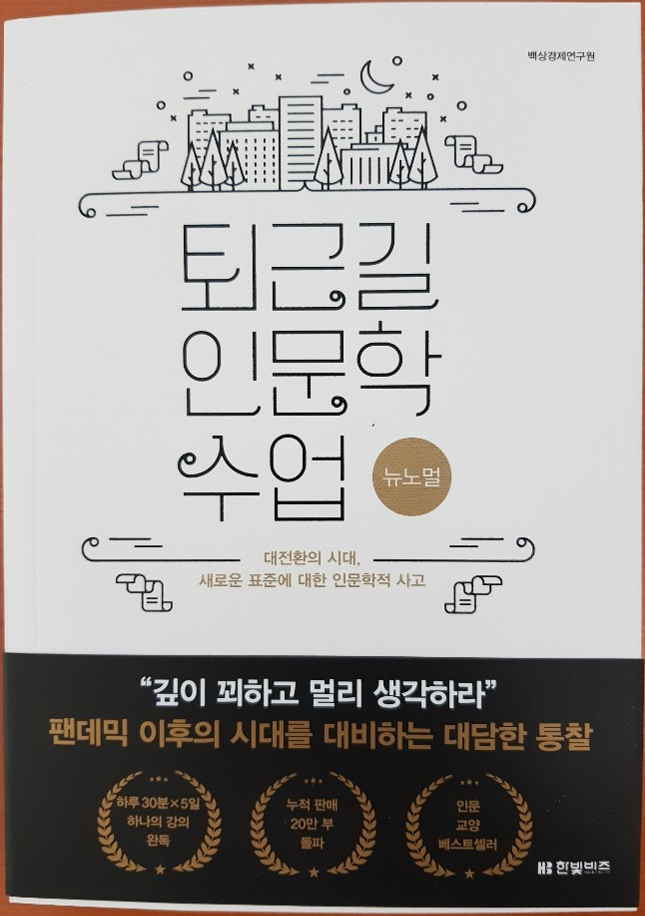 백상경제연구원
퇴근길
인문학
수업
뉴노멀
대전환의 시대,
새로운 표준에 대한 인문학적 사고
“깊이 꾀하고 멀리 생각하라”
팬데믹 이후의 시대를 대비하는 대담한 통찰
하루 30분×5일
하나의 강의
완독
누적 판매
20만 부
돌파
인문
교양
베스트셀러
HB 한빛비즈